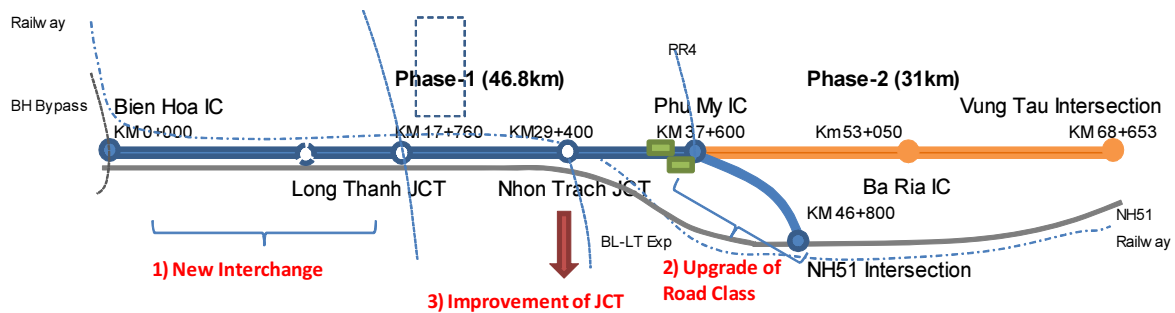 Railway
RR4
Phase-1 (46.8km)
Phase-2 (31km)
BH Bypass
Bien Hoa IC
Phu My IC
Vung Tau Intersection
KM 0+000
KM 17+760
KM29+400
KM 37+600
Km 53+050
KM 68+653
Long Thanh JCT
Nhon Trach JCT
Ba Ria IC
KM 46+800
NH51
BL-LT Exp
Railway
1) New Interchange
2) Upgrade of
Road Class
NH51 Intersection
3) Improvement of JCT